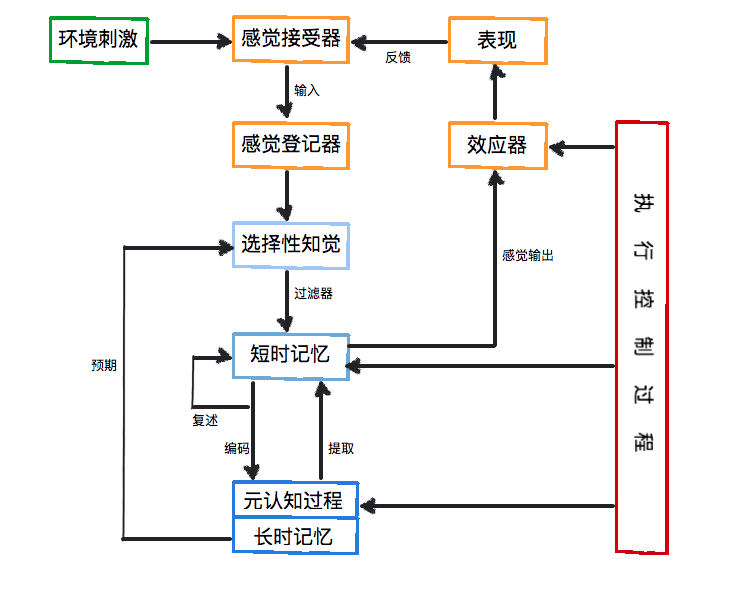 环境刺激
感觉接受器
表现
反馈
输入
感觉登记器
效应器
执行控制过程
选择性知觉
感觉输出
过滤器
短时记忆
预期
复述
编码
提取
元认知过程
长时记忆